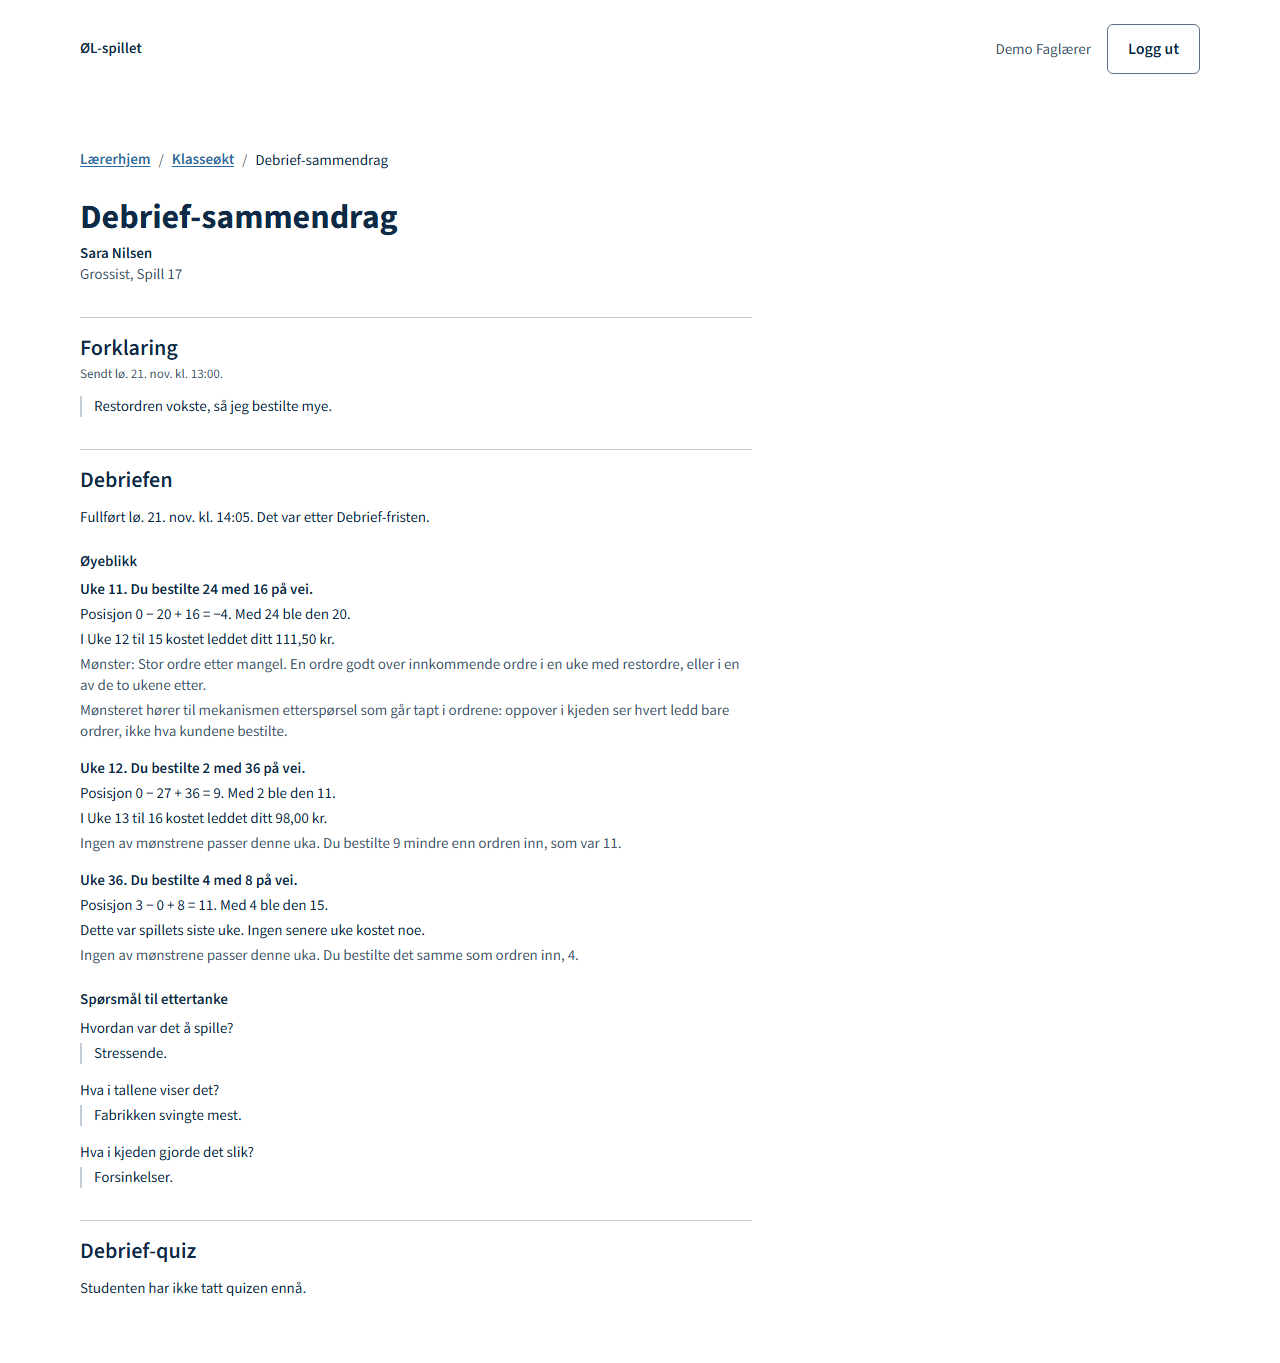 ØL-spillet
Demo Faglærer
Logg ut
Lærerhjem / Klasseøkt / Debrief-sammendrag
Debrief-sammendrag
Sara Nilsen
Grossist, Spill 17
Forklaring
Sendt lø. 21. nov. kl. 13:00.
Restordren vokste, så jeg bestilte mye.
Debriefen
Fullført lø. 21. nov. kl. 14:05. Det var etter Debrief-fristen.
Øyeblikk
Uke 11. Du bestilte 24 med 16 på vei.
Posisjon 0 − 20 + 16 = −4. Med 24 ble den 20.
I Uke 12 til 15 kostet leddet ditt 111,50 kr.
Mønster: Stor ordre etter mangel. En ordre godt over innkommende ordre i en uke med restordre, eller i en
av de to ukene etter.
Mønsteret hører til mekanismen etterspørsel som går tapt i ordrene: oppover i kjeden ser hvert ledd bare
ordrer, ikke hva kundene bestilte.
Uke 12. Du bestilte 2 med 36 på vei.
Posisjon 0 − 27 + 36 = 9. Med 2 ble den 11.
I Uke 13 til 16 kostet leddet ditt 98,00 kr.
Ingen av mønstrene passer denne uka. Du bestilte 9 mindre enn ordren inn, som var 11.
Uke 36. Du bestilte 4 med 8 på vei.
Posisjon 3 − 0 + 8 = 11. Med 4 ble den 15.
Dette var spillets siste uke. Ingen senere uke kostet noe.
Ingen av mønstrene passer denne uka. Du bestilte det samme som ordren inn, 4.
Spørsmål til ettertanke
Hvordan var det å spille?
Stressende.
Hva i tallene viser det?
Fabrikken svingte mest.
Hva i kjeden gjorde det slik?
Forsinkelser.
Debrief-quiz
Studenten har ikke tatt quizen ennå.